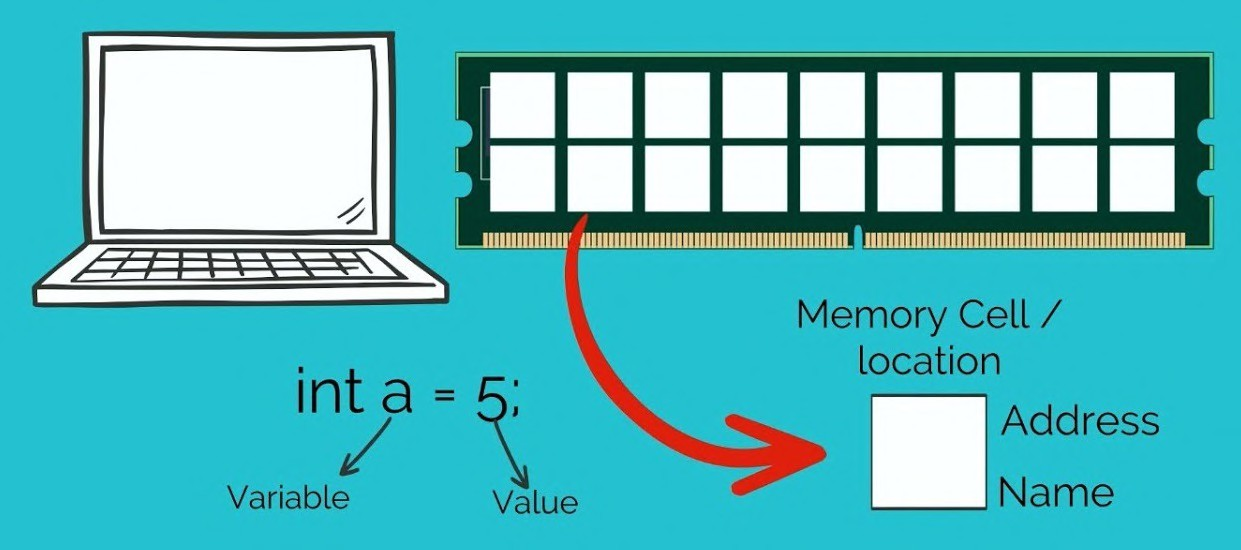 Memory Cell /
location
int a = 5;
Address
Variable
Value
Name